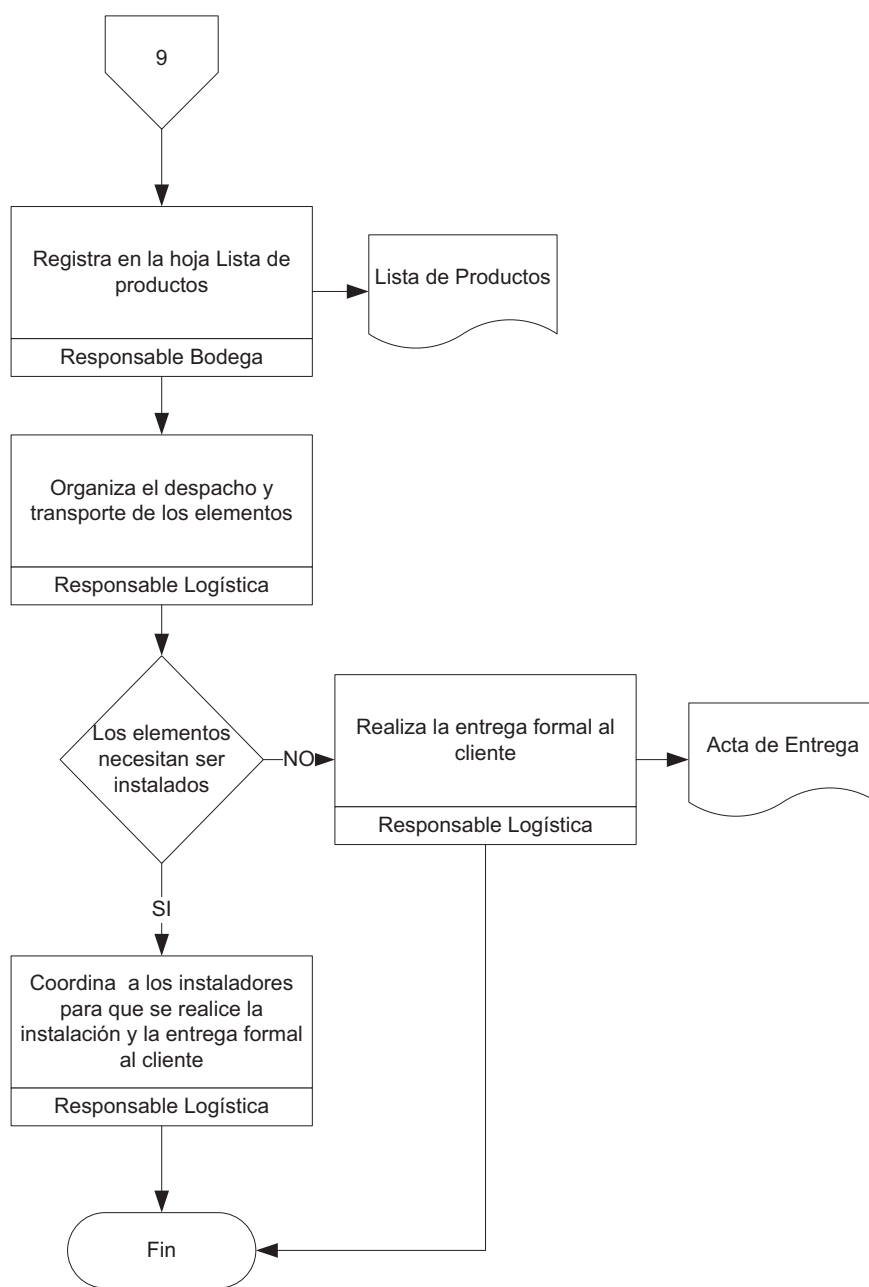 9
Registra en la hoja Lista de
productos
Responsable Bodega
Lista de Productos
Organiza el despacho y
transporte de los elementos
Responsable Logística
Los elementos
necesitan ser
instalados
NO
Realiza la entrega formal al
cliente
Responsable Logística
Acta de Entrega
SI
Coordina  a los instaladores
para que se realice la
instalación y la entrega formal
al cliente
Responsable Logística
Fin